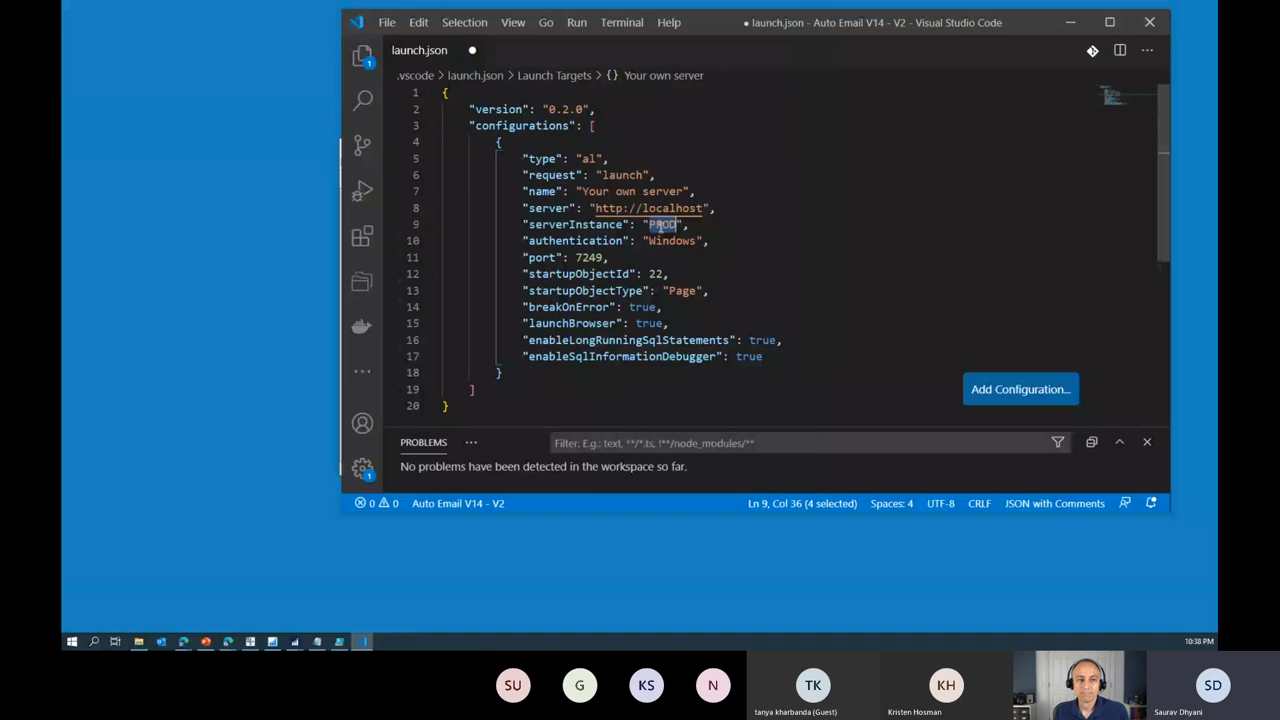 File Edit Selection View Go Run Terminal Help
● launch.json - Auto Email V14 - V2 - Visual Studio Code
launch.json ●
.vscode > launch.json > Launch Targets > {} Your own server
1 {
2 "version": "0.2.0",
3 "configurations": [
4 {
5 "type": "al",
6 "request": "launch",
7 "name": "Your own server",
8 "server": "http://localhost",
9 "serverInstance": "PROD",
10 "authentication": "Windows",
11 "port": 7249,
12 "startupObjectId": 22,
13 "startupObjectType": "Page",
14 "breakOnError": true,
15 "launchBrowser": true,
16 "enableLongRunningSqlStatements": true,
17 "enableSqlInformationDebugger": true
18 }
19 ]
20 }
Add Configuration...
1
1
PROBLEMS ... Filter. E.g.: text, **/*.ts, !**/node_modules/**
No problems have been detected in the workspace so far.
0 0 Auto Email V14 - V2 Ln 9, Col 36 (4 selected) Spaces: 4 UTF-8 CRLF JSON with Comments
10:38 PM
SU G KS N TK KH SD
tanya kharbanda (Guest) Kristen Hosman Saurav Dhyani